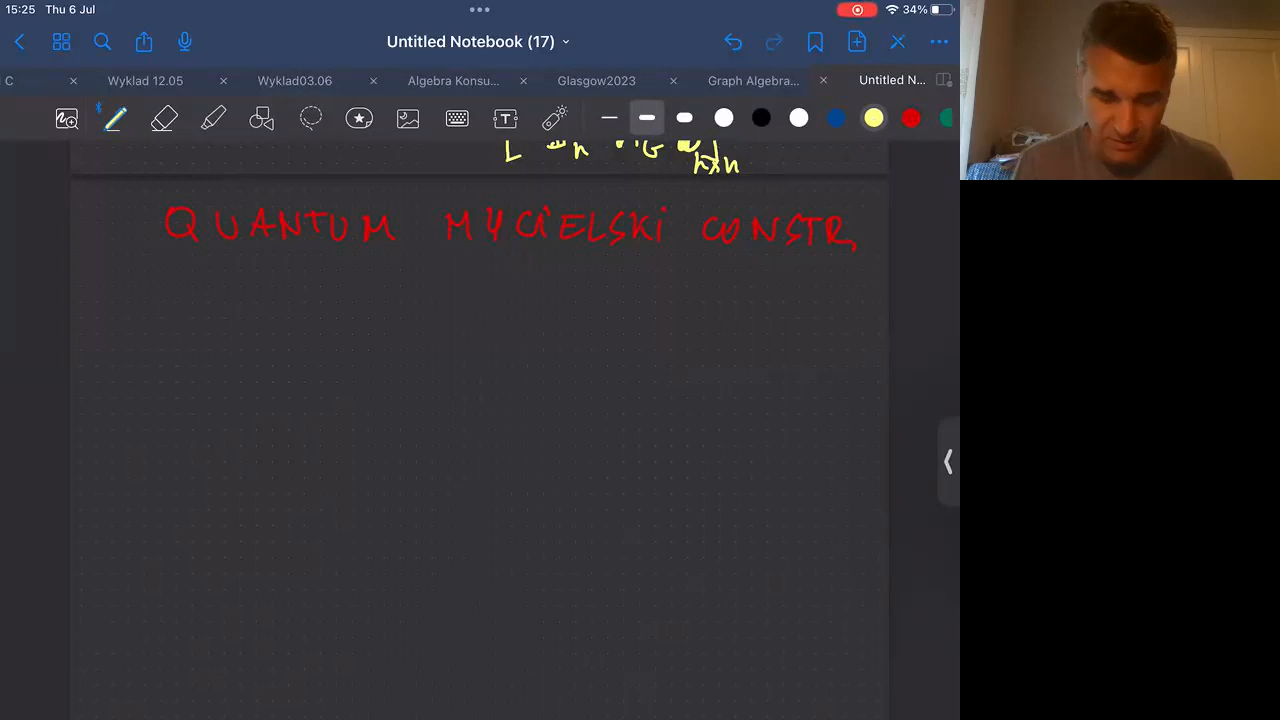 15:25 Thu 6 Jul 34%
Untitled Notebook (17)
C Wyklad 12.05 Wyklad03.06 Algebra Konsu... Glasgow2023 Graph Algebra... Untitled N...
QUANTUM MYCIELSKI CONSTR.